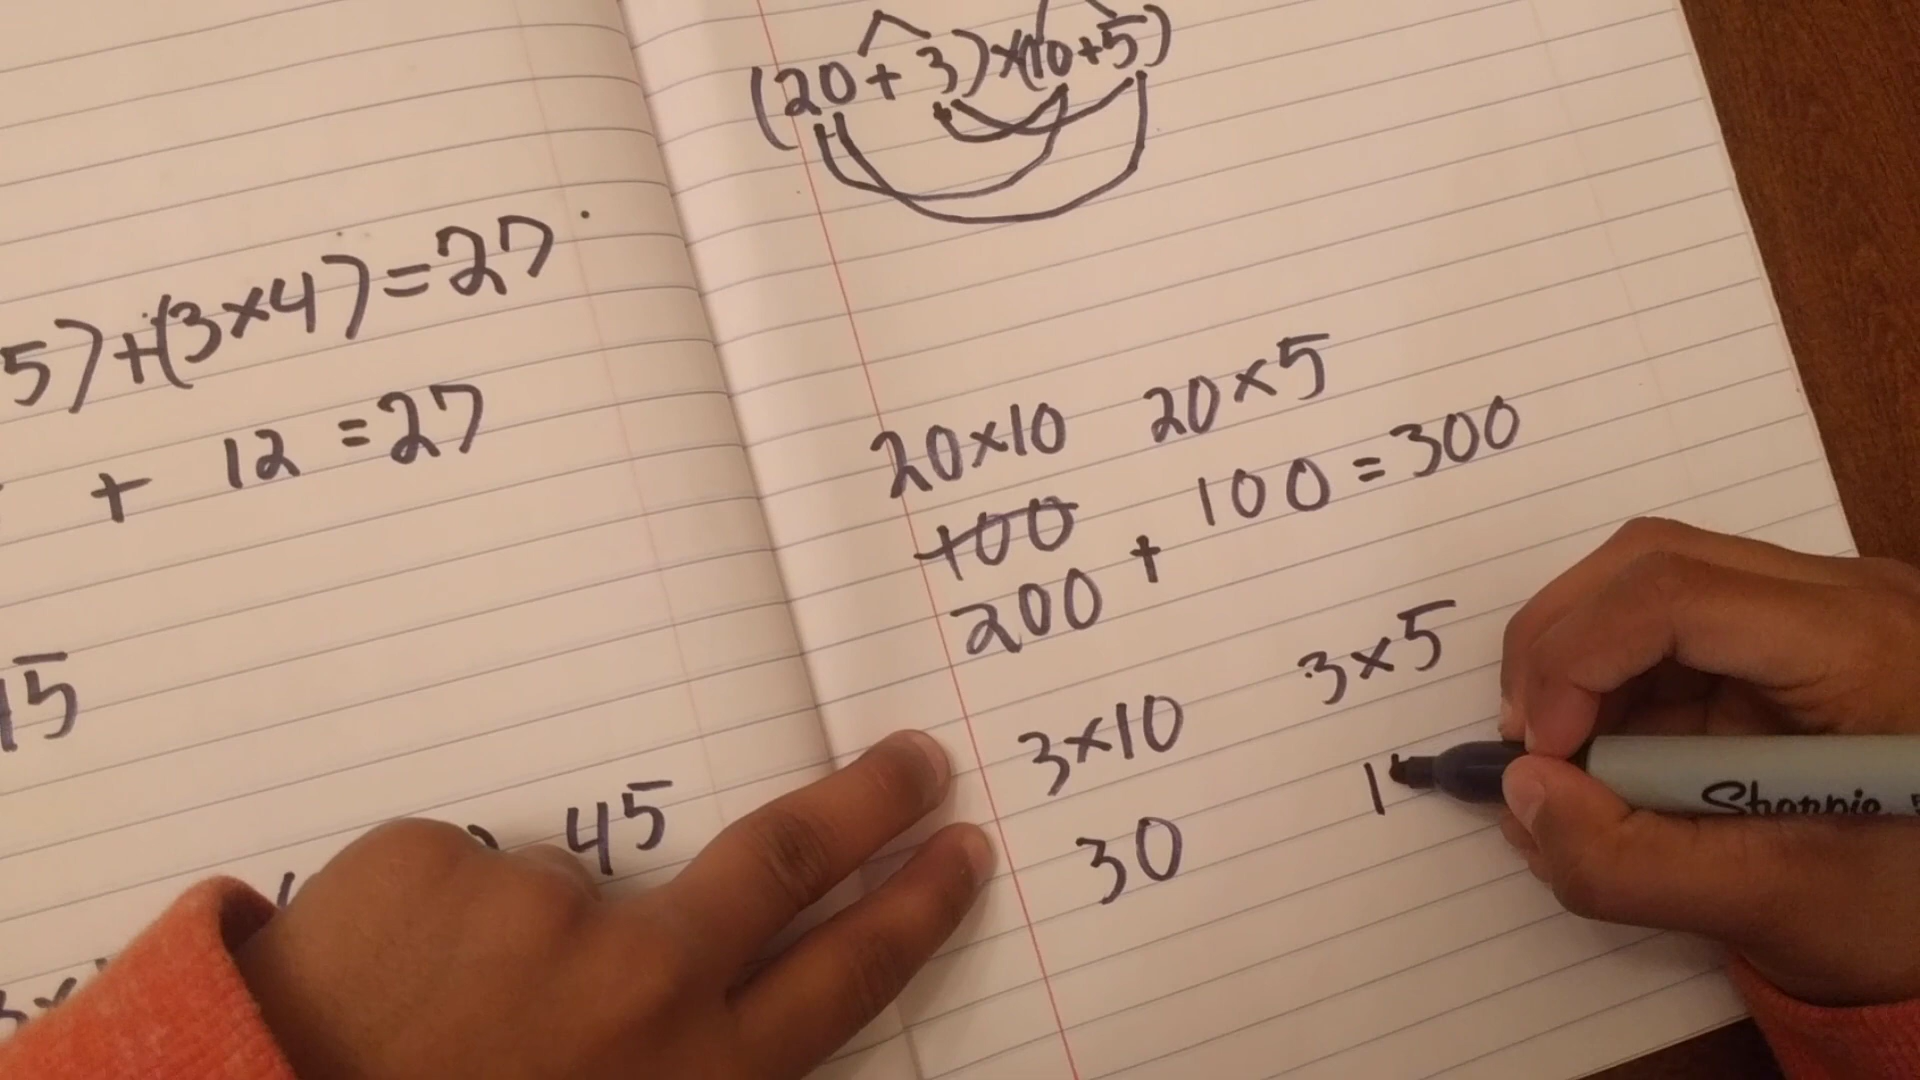 5)+(3×4)=27
+ 12 =27
15
45
(20+3)×(10+5)
20×10 20×5
100
200 + 100=300
3×10 3×5
30 1
Sharpie